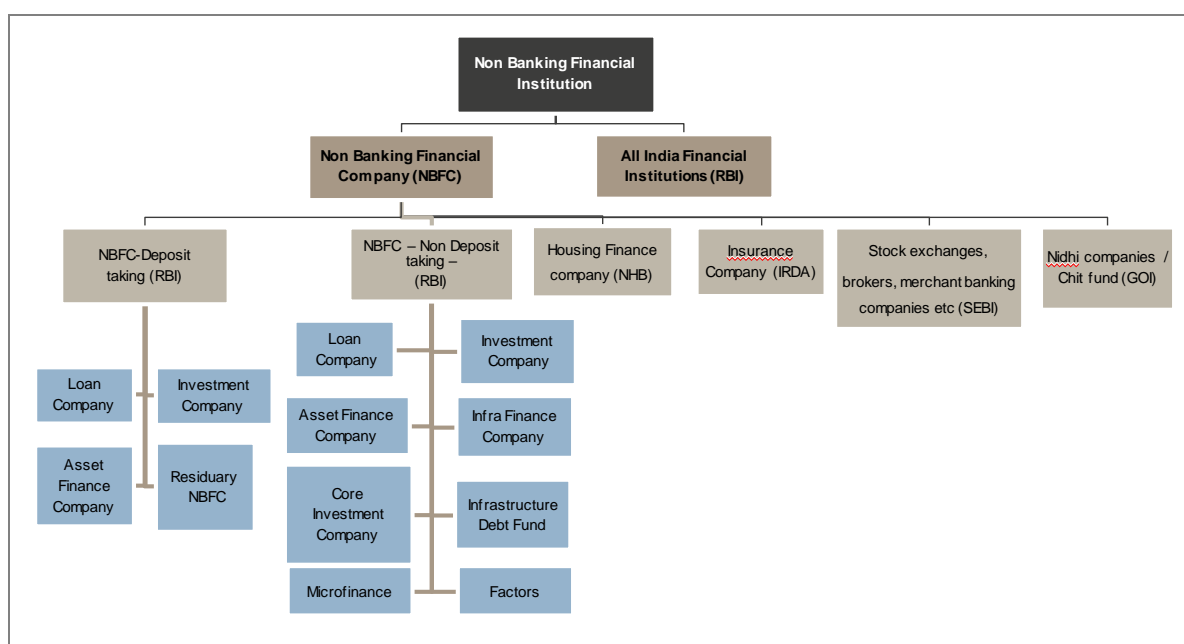 Non Banking Financial
Institution
Non Banking Financial
Company (NBFC)
All India Financial
Institutions (RBI)
NBFC-Deposit
taking (RBI)
NBFC – Non Deposit
taking –
(RBI)
Housing Finance
company (NHB)
Insurance
Company (IRDA)
Stock exchanges,
brokers, merchant banking
companies etc (SEBI)
Nidhi companies /
Chit fund (GOI)
Loan
Company
Investment
Company
Asset
Finance
Company
Residuary
NBFC
Loan
Company
Investment
Company
Asset Finance
Company
Infra Finance
Company
Core
Investment
Company
Infrastructure
Debt Fund
Microfinance
Factors